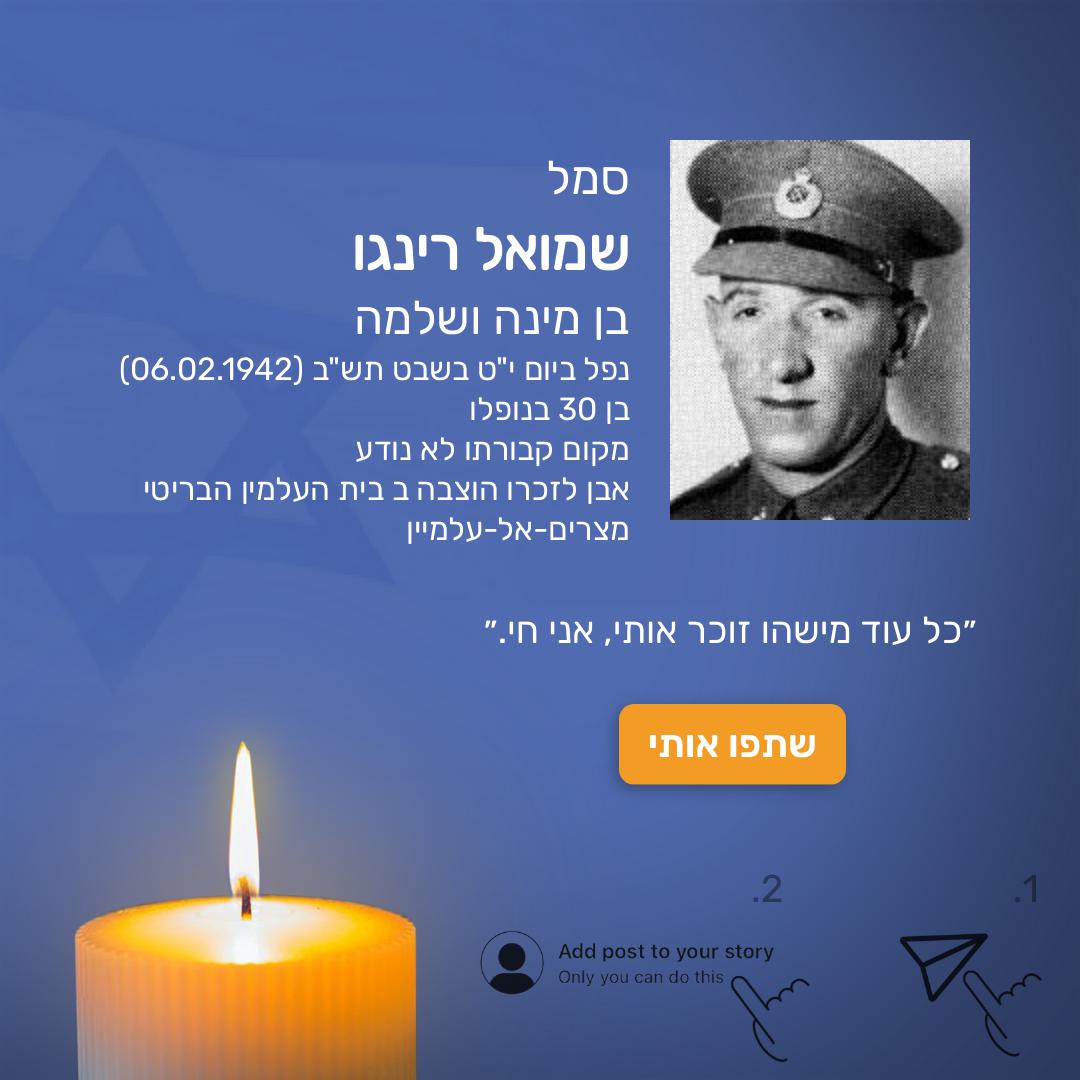 סמל
שמואל רינגו
בן מינה ושלמה
נפל ביום י"ט בשבט תש"ב (06.02.1942)
בן 30 בנופלו
מקום קבורתו לא נודע
אבן לזכרו הוצבה ב בית העלמין הבריטי
מצרים-אל-עלמיין
״כל עוד מישהו זוכר אותי, אני חי.״
שתפו אותי
.1
.2
Add post to your story
Only you can do this